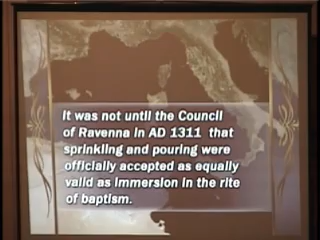 It was not until the Council
of Ravenna in AD 1311 that
sprinkling and pouring were
officially accepted as equally
valid as immersion in the rite
of baptism.